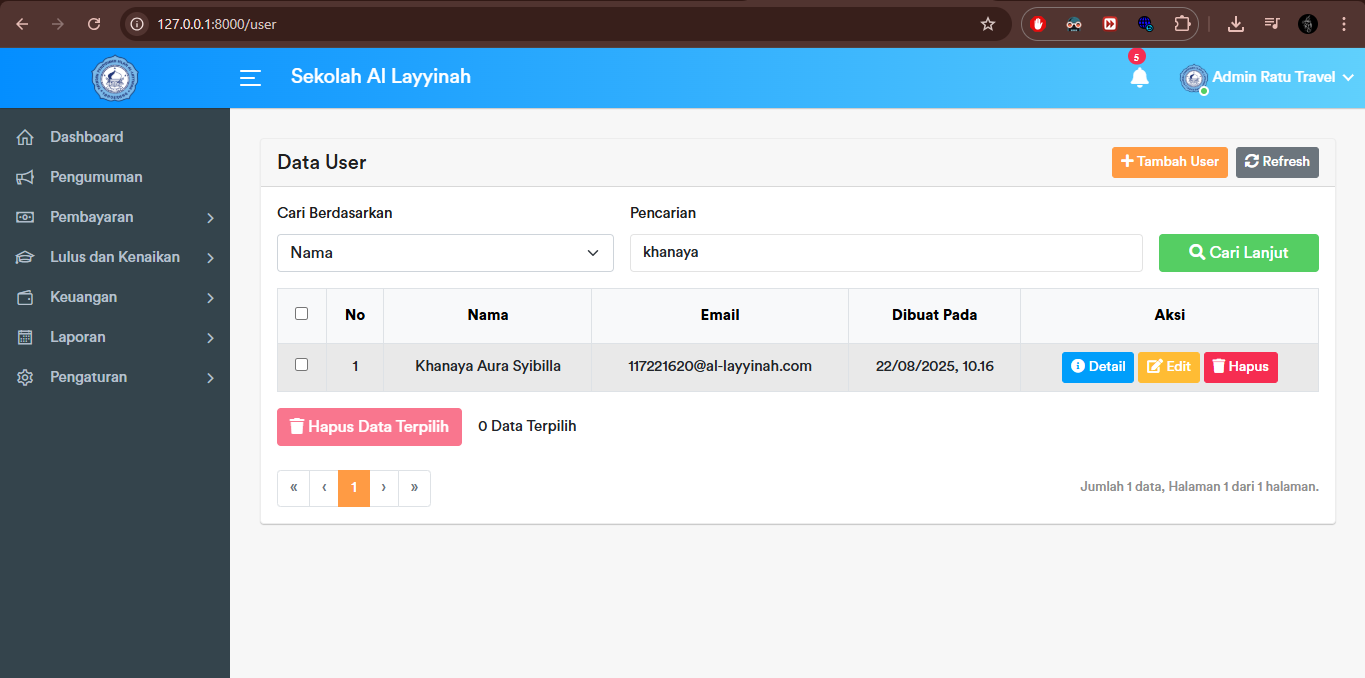 127.0.0.1:8000/user
Sekolah Al Layyinah
5
Admin Ratu Travel
Dashboard
Pengumuman
Pembayaran
Lulus dan Kenaikan
Keuangan
Laporan
Pengaturan
Data User
Tambah User
Refresh
Cari Berdasarkan
Pencarian
Nama
khanaya
Cari Lanjut
No Nama Email Dibuat Pada Aksi
1 Khanaya Aura Syibilla 117221620@al-layyinah.com 22/08/2025, 10.16 Detail Edit Hapus
Hapus Data Terpilih
0 Data Terpilih
« ‹ 1 › »
Jumlah 1 data, Halaman 1 dari 1 halaman.